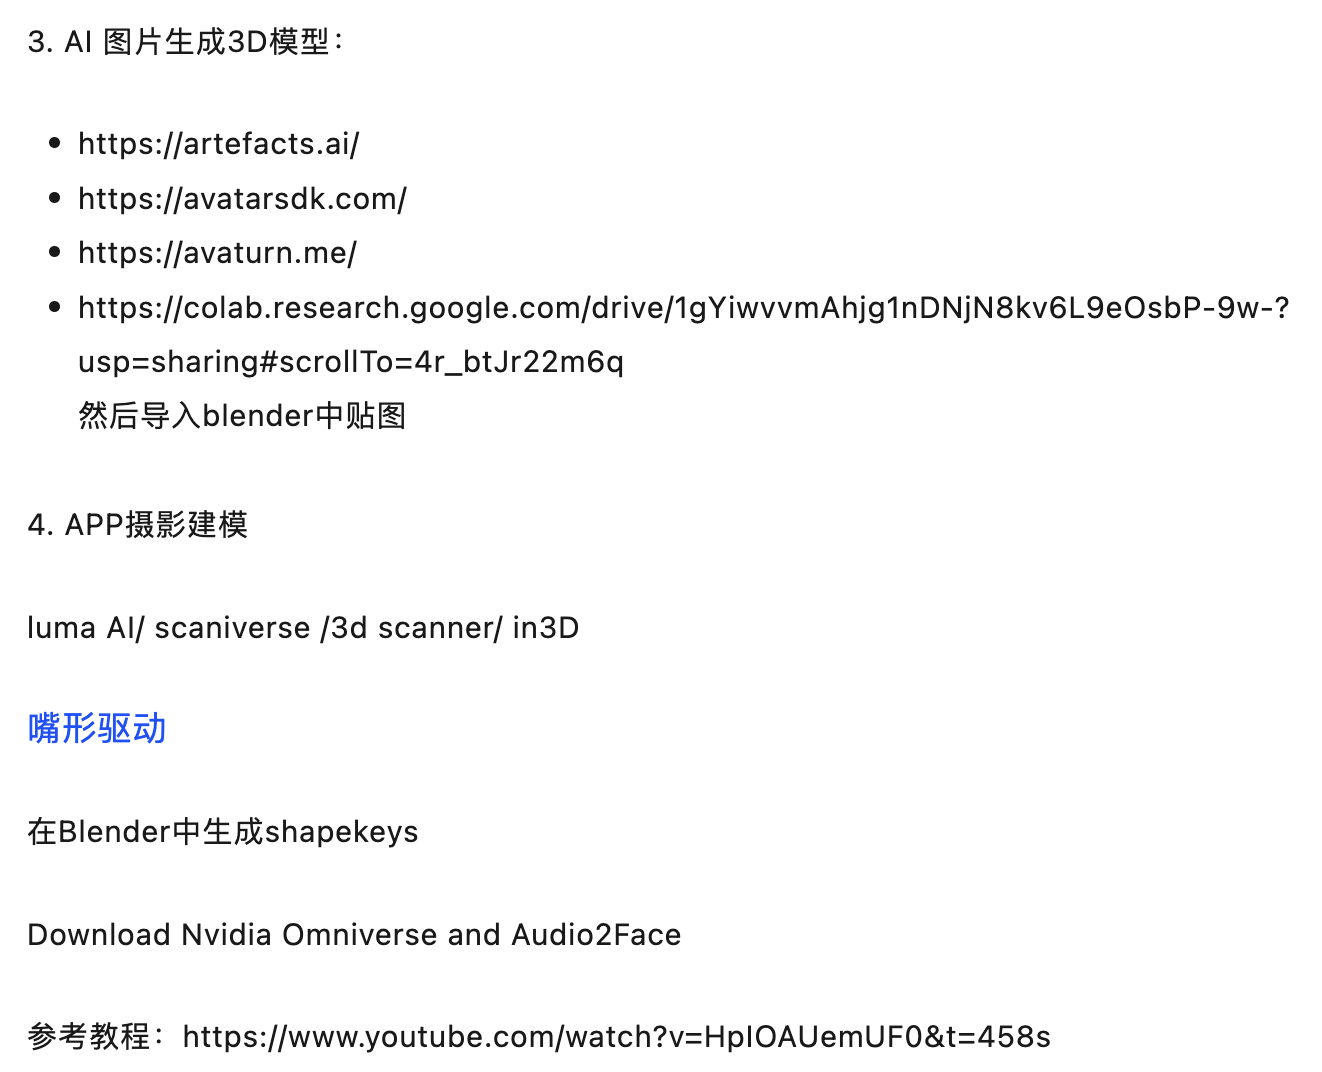 3. AI 图片生成3D模型：
https://artefacts.ai/
https://avatarsdk.com/
https://avaturn.me/
https://colab.research.google.com/drive/1gYiwvvmAhjg1nDNjN8kv6L9eOsbP-9w-?
usp=sharing#scrollTo=4r_btJr22m6q
然后导入blender中贴图
4. APP摄影建模
luma AI/ scaniverse /3d scanner/ in3D
嘴形驱动
在Blender中生成shapekeys
Download Nvidia Omniverse and Audio2Face
参考教程：https://www.youtube.com/watch?v=HpIOAUemUF0&t=458s